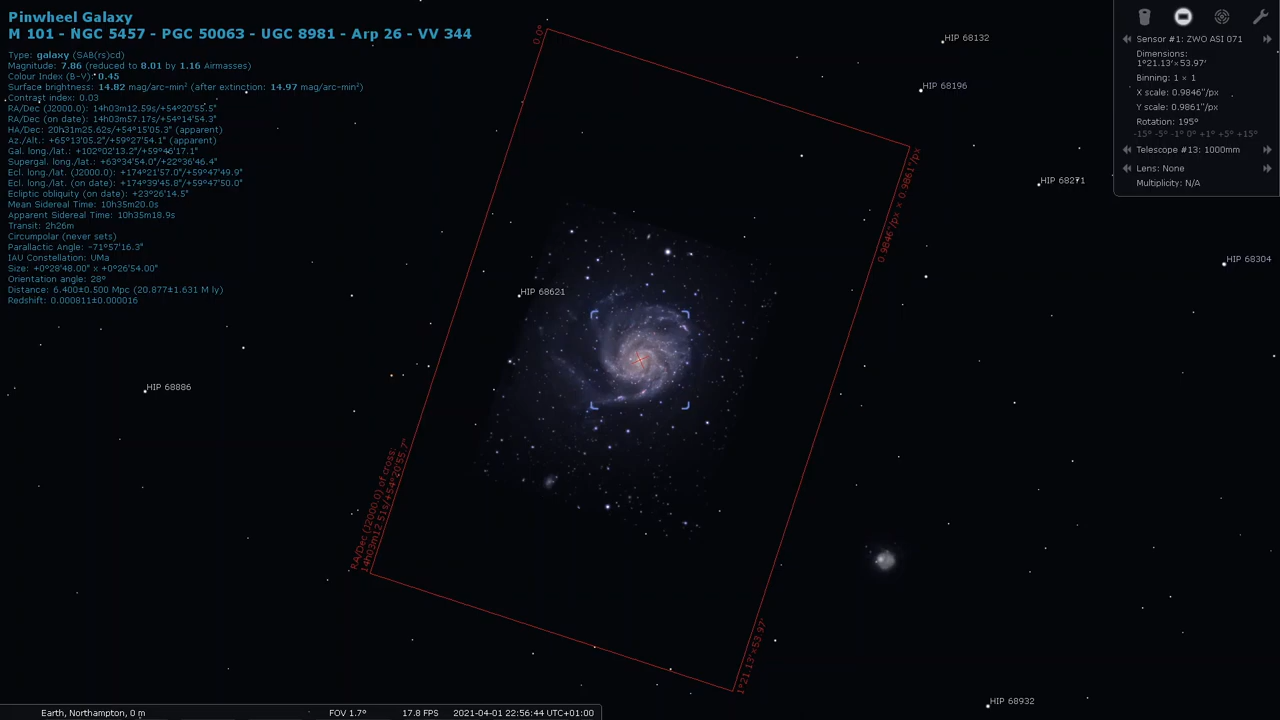 Pinwheel Galaxy
M 101 - NGC 5457 - PGC 50063 - UGC 8981 - Arp 26 - VV 344
Type: galaxy (SAB(rs)cd)
Magnitude: 7.86 (reduced to 8.01 by 1.16 Airmasses)
Colour Index (B-V): 0.45
Surface brightness: 14.82 mag/arc-min² (after extinction: 14.97 mag/arc-min²)
Contrast index: 0.03
RA/Dec (J2000.0): 14h03m12.59s/+54°20'55.5"
RA/Dec (on date): 14h03m57.17s/+54°14'54.3"
HA/Dec: 20h31m25.62s/+54°15'05.3" (apparent)
Az./Alt.: +65°13'05.2"/+59°27'54.1" (apparent)
Gal. long./lat.: +102°02'13.2"/+59°46'17.1"
Supergal. long./lat.: +63°34'54.0"/+22°36'46.4"
Ecl. long./lat. (J2000.0): +174°21'57.0"/+59°47'49.9"
Ecl. long./lat. (on date): +174°39'45.8"/+59°47'50.0"
Ecliptic obliquity (on date): +23°26'14.5"
Mean Sidereal Time: 10h35m20.0s
Apparent Sidereal Time: 10h35m18.9s
Transit: 2h26m
Circumpolar (never sets)
Parallactic Angle: -71°57'16.3"
IAU Constellation: UMa
Size: +0°28'48.00" x +0°26'54.00"
Orientation angle: 28°
Distance: 6.400±0.500 Mpc (20.877±1.631 M ly)
Redshift: 0.000811±0.000016
Sensor #1: ZWO ASI 071
Dimensions:
1°21.13'×53.97'
Binning: 1 × 1
X scale: 0.9846"/px
Y scale: 0.9861"/px
Rotation: 195°
-15° -5° -1° 0° +1° +5° +15°
Telescope #13: 1000mm
Lens: None
Multiplicity: N/A
0.0°
HIP 68132
HIP 68196
HIP 68271
0.9846"/px × 0.9861"/px
HIP 68304
HIP 68621
HIP 68886
RA/Dec (J2000.0) of cross:
14h03m12.51s/+54°20'55.7"
1°21.13'×53.97'
HIP 68932
Earth, Northampton, 0 m
FOV 1.7°
17.8 FPS
2021-04-01 22:56:44 UTC+01:00